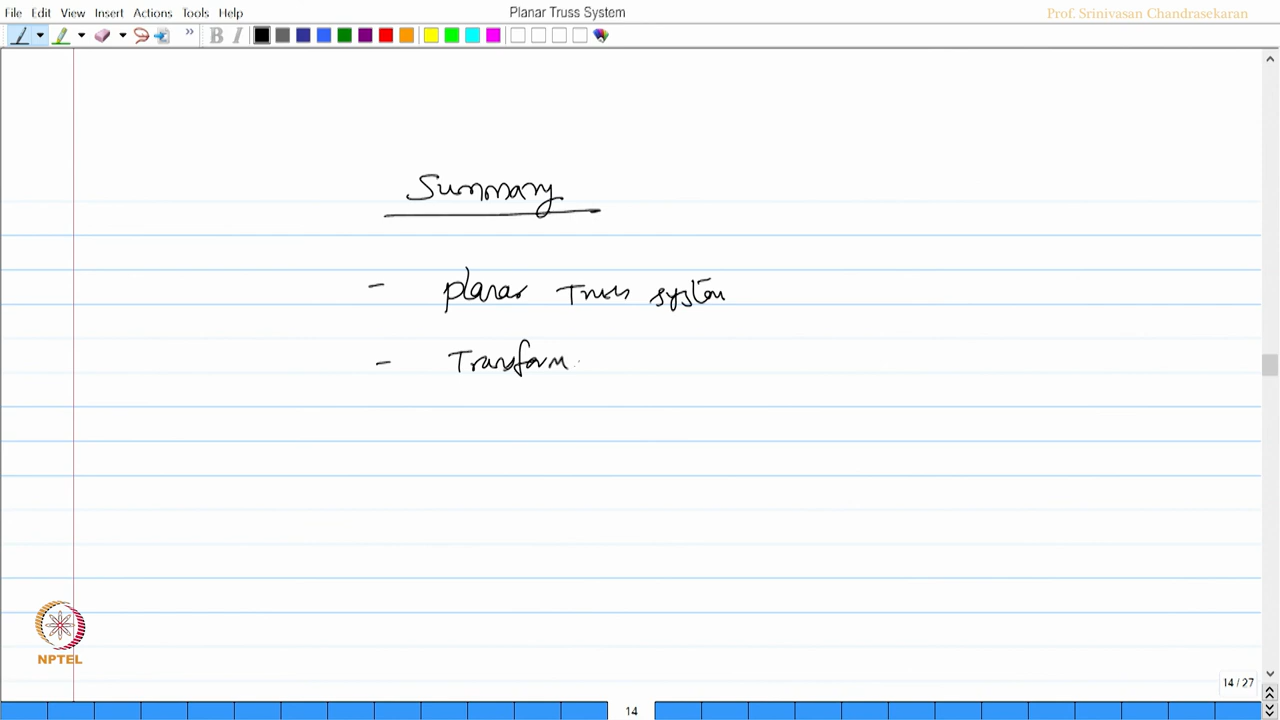 File Edit View Insert Actions Tools Help
Planar Truss System
Prof. Srinivasan Chandrasekaran
B I
Summary
- planar Truss system
- Transform
NPTEL
14 / 27
14